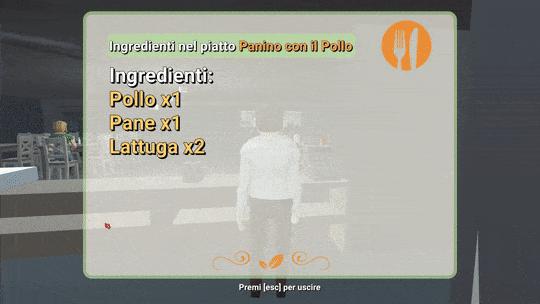 Ingredienti nel piatto Panino con il Pollo
Ingredienti:
Pollo x1
Pane x1
Lattuga x2
Premi [esc] per uscire